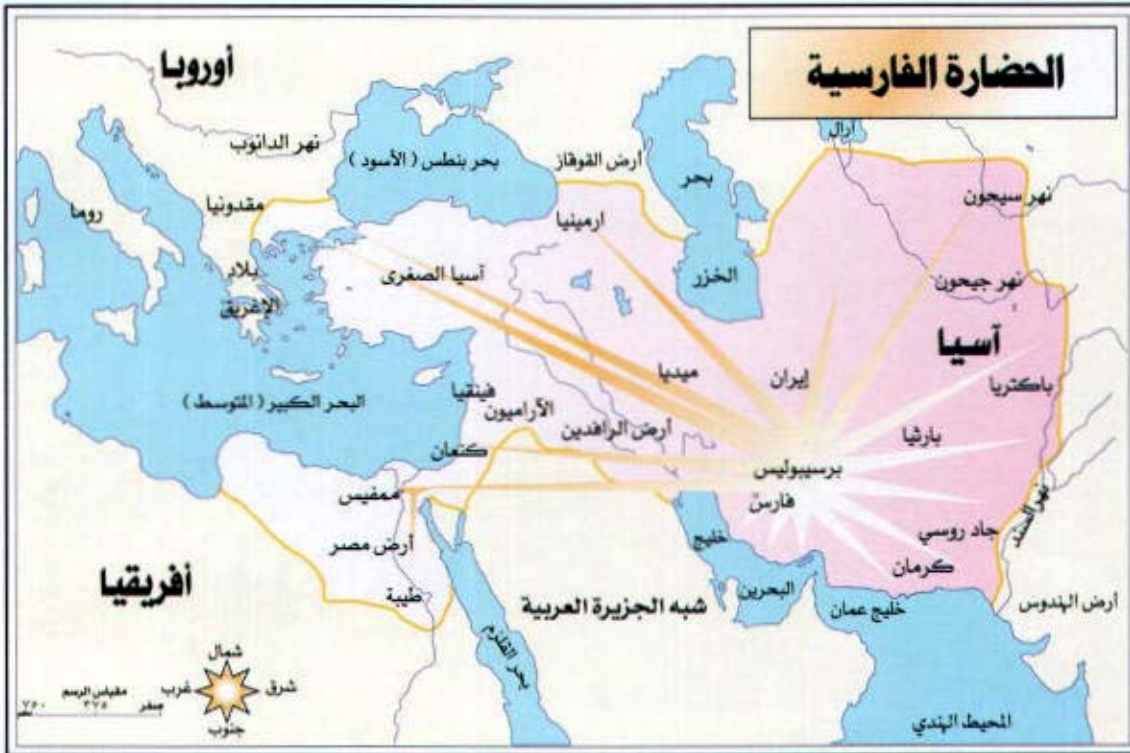 الحضارة الفارسية
أوروبا
نهر الدانوب
بحر بنطس (الأسود)
أرض القوقاز
بحر
الخزر
آرال
نهر سيحون
نهر جيحون
مقدونيا
روما
ارمينيا
آسيا الصغرى
بلاد
الإغريق
آسيا
باكتريا
إيران
ميديا
فينقيا
الآراميون
أرض الرافدين
البحر الكبير (المتوسط)
كنعان
بارثيا
برسيبوليس
فارس
ممفيس
أرض مصر
طيبة
جاد روسي
كرمان
نهر السند
أرض الهندوس
خليج
البحرين
خليج عمان
شبه الجزيرة العربية
بحر القلزم
أفريقيا
المحيط الهندي
شمال
شرق
غرب
جنوب
مقياس الرسم
صفر ٣٧٥ ٧٥٠